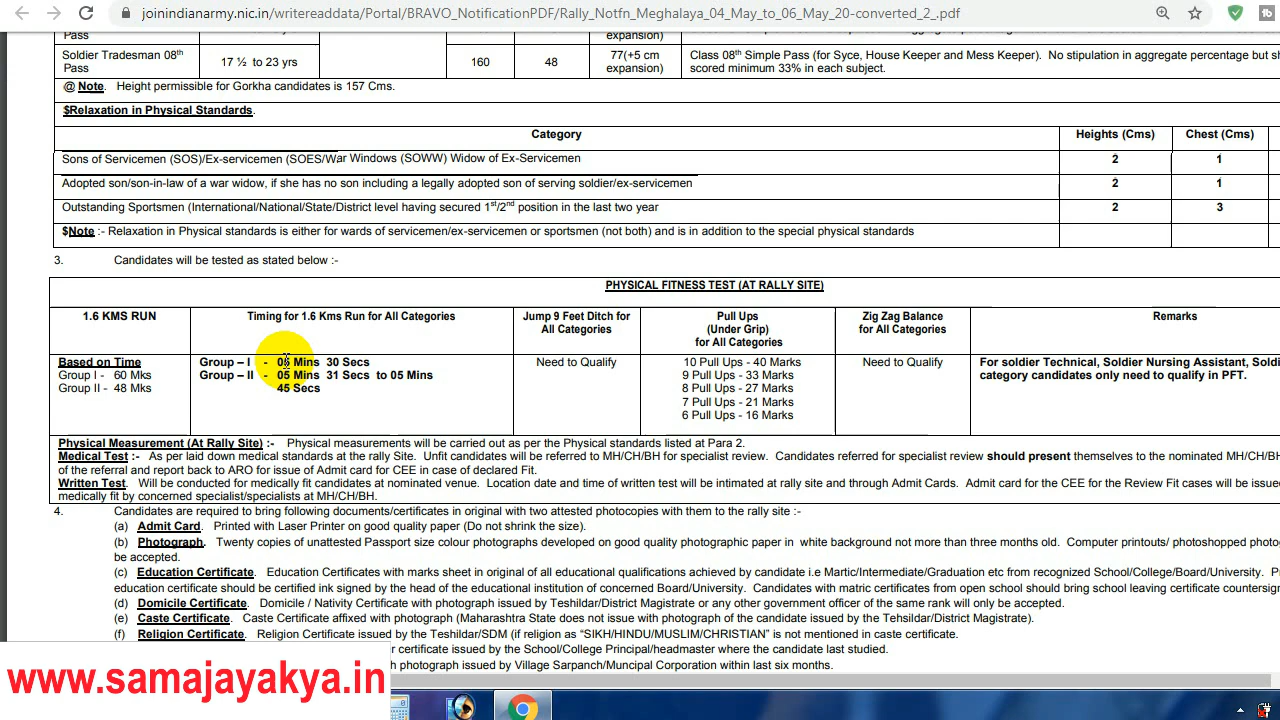 joinindianarmy.nic.in/writereaddata/Portal/BRAVO_NotificationPDF/Rally_Notfn_Meghalaya_04_May_to_06_May_20-converted_2_.pdf
Pass
expansion)
Soldier Tradesman 08th Pass 17 ½ to 23 yrs 160 48 77(+5 cm expansion) Class 08th Simple Pass (for Syce, House Keeper and Mess Keeper). No stipulation in aggregate percentage but sh
scored minimum 33% in each subject.
@ Note. Height permissible for Gorkha candidates is 157 Cms.
$Relaxation in Physical Standards.
Category Heights (Cms) Chest (Cms)
Sons of Servicemen (SOS)/Ex-servicemen (SOES/War Windows (SOWW) Widow of Ex-Servicemen 2 1
Adopted son/son-in-law of a war widow, if she has no son including a legally adopted son of serving soldier/ex-servicemen 2 1
Outstanding Sportsmen (International/National/State/District level having secured 1st/2nd position in the last two year 2 3
$Note :- Relaxation in Physical standards is either for wards of servicemen/ex-servicemen or sportsmen (not both) and is in addition to the special physical standards
3. Candidates will be tested as stated below :-
PHYSICAL FITNESS TEST (AT RALLY SITE)
1.6 KMS RUN Timing for 1.6 Kms Run for All Categories Jump 9 Feet Ditch for All Categories Pull Ups (Under Grip) for All Categories Zig Zag Balance for All Categories Remarks
Based on Time Group – I - Mins 30 Secs Need to Qualify 10 Pull Ups - 40 Marks Need to Qualify For soldier Technical, Soldier Nursing Assistant, Sold
Group I - 60 Mks Group – II - 05 Mins 31 Secs to 05 Mins 9 Pull Ups - 33 Marks category candidates only need to qualify in PFT.
Group II - 48 Mks 45 Secs 8 Pull Ups - 27 Marks
7 Pull Ups - 21 Marks
6 Pull Ups - 16 Marks
Physical Measurement (At Rally Site) :- Physical measurements will be carried out as per the Physical standards listed at Para 2.
Medical Test :- As per laid down medical standards at the rally Site. Unfit candidates will be referred to MH/CH/BH for specialist review. Candidates referred for specialist review should present themselves to the nominated MH/CH/BH
of the referral and report back to ARO for issue of Admit card for CEE in case of declared Fit.
Written Test. Will be conducted for medically fit candidates at nominated venue. Location date and time of written test will be intimated at rally site and through Admit Cards. Admit card for the CEE for the Review Fit cases will be issue
medically fit by concerned specialist/specialists at MH/CH/BH.
4. Candidates are required to bring following documents/certificates in original with two attested photocopies with them to the rally site :-
(a) Admit Card. Printed with Laser Printer on good quality paper (Do not shrink the size).
(b) Photograph. Twenty copies of unattested Passport size colour photographs developed on good quality photographic paper in white background not more than three months old. Computer printouts/ photoshopped photo
be accepted.
(c) Education Certificate. Education Certificates with marks sheet in original of all educational qualifications achieved by candidate i.e Martic/Intermediate/Graduation etc from recognized School/College/Board/University. P
education certificate should be certified ink signed by the head of the educational institution of concerned Board/University. Candidates with matric certificates from open school should bring school leaving certificate countersign
(d) Domicile Certificate. Domicile / Nativity Certificate with photograph issued by Teshildar/District Magistrate or any other government officer of the same rank will only be accepted.
(e) Caste Certificate. Caste Certificate affixed with photograph (Maharashtra State does not issue with photograph of the candidate issued by the Tehsildar/District Magistrate).
(f) Religion Certificate. Religion Certificate issued by the Teshildar/SDM (if religion as "SIKH/HINDU/MUSLIM/CHRISTIAN" is not mentioned in caste certificate.
r certificate issued by the School/College Principal/headmaster where the candidate last studied.
h photograph issued by Village Sarpanch/Muncipal Corporation within last six months.
www.samajayakya.in